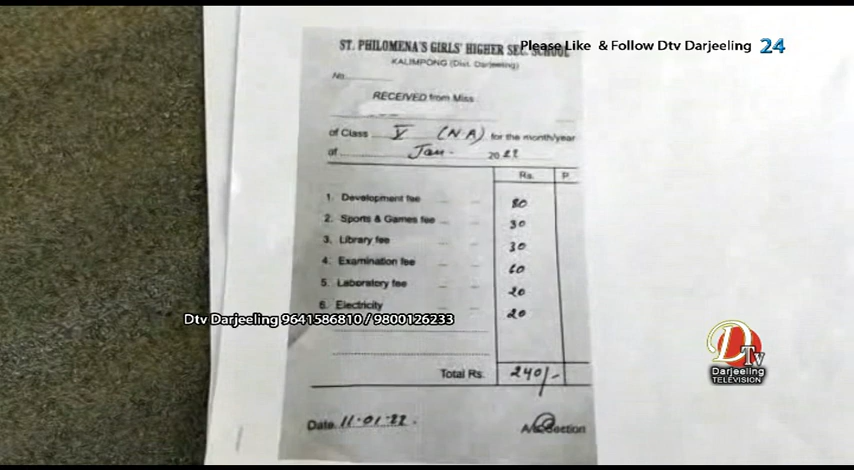 Please Like & Follow Dtv Darjeeling 24
ST. PHILOMENA'S GIRLS' HIGHER SEC. SCHOOL
KALIMPONG (Dist. Darjeeling)
No.
RECEIVED from Miss
of Class V (N.A) for the month/year
of Jan. 2022
Rs. P.
1. Development fee 80
2. Sports & Games fee 30
3. Library fee 30
4. Examination fee 60
5. Laboratory fee 20
6. Electricity 20
Dtv Darjeeling 9641586810 / 9800126233
Total Rs. 240/-
Date 11.01.22.
A/c Section
DTv
Darjeeling
TELEVISION